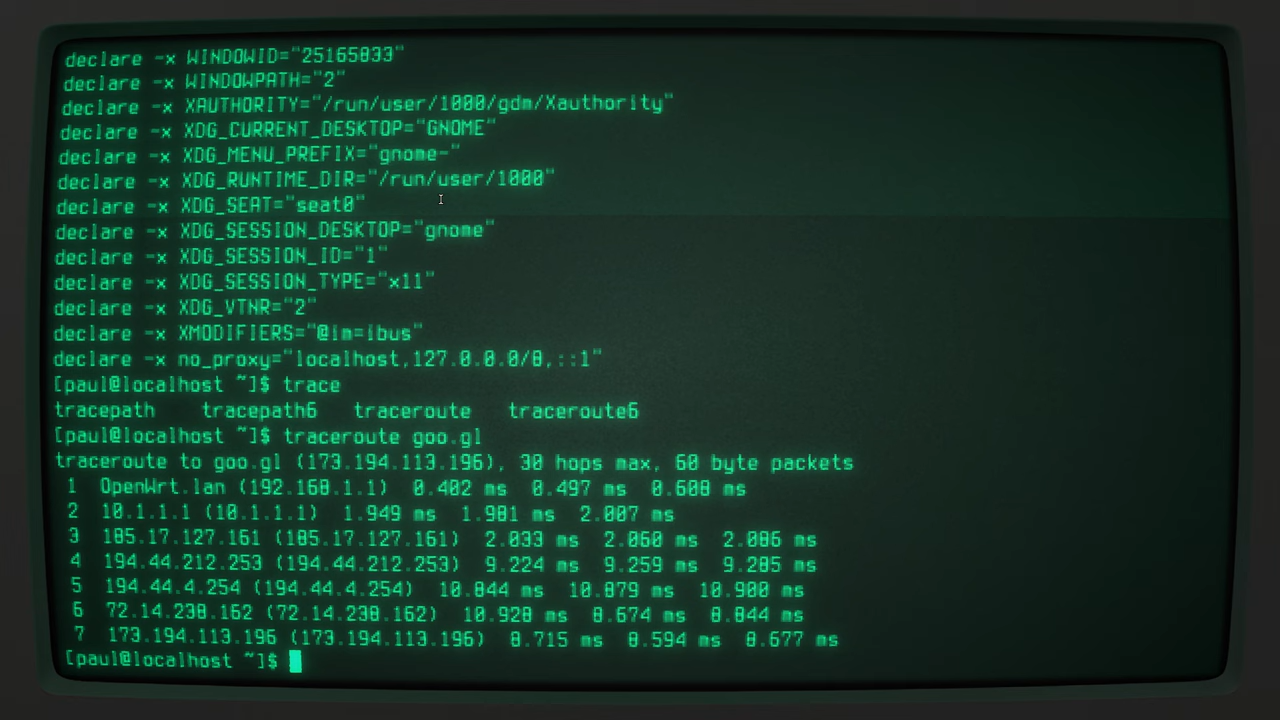 declare -x WINDOWID="25165833"
declare -x WINDOWPATH="2"
declare -x XAUTHORITY="/run/user/1000/gdm/Xauthority"
declare -x XDG_CURRENT_DESKTOP="GNOME"
declare -x XDG_MENU_PREFIX="gnome-"
declare -x XDG_RUNTIME_DIR="/run/user/1000"
declare -x XDG_SEAT="seat0"
declare -x XDG_SESSION_DESKTOP="gnome"
declare -x XDG_SESSION_ID="1"
declare -x XDG_SESSION_TYPE="x11"
declare -x XDG_VTNR="2"
declare -x XMODIFIERS="@im=ibus"
declare -x no_proxy="localhost,127.0.0.0/8,::1"
[paul@localhost ~]$ trace
tracepath    tracepath6   traceroute   traceroute6
[paul@localhost ~]$ traceroute goo.gl
traceroute to goo.gl (173.194.113.196), 30 hops max, 60 byte packets
 1  OpenWrt.lan (192.168.1.1)  0.402 ms  0.497 ms  0.608 ms
 2  10.1.1.1 (10.1.1.1)  1.949 ms  1.981 ms  2.007 ms
 3  185.17.127.161 (185.17.127.161)  2.033 ms  2.060 ms  2.086 ms
 4  194.44.212.253 (194.44.212.253)  9.224 ms  9.259 ms  9.285 ms
 5  194.44.4.254 (194.44.4.254)  10.844 ms  10.879 ms  10.900 ms
 6  72.14.238.162 (72.14.238.162)  10.928 ms  8.674 ms  8.844 ms
 7  173.194.113.196 (173.194.113.196)  8.715 ms  8.594 ms  8.677 ms
[paul@localhost ~]$